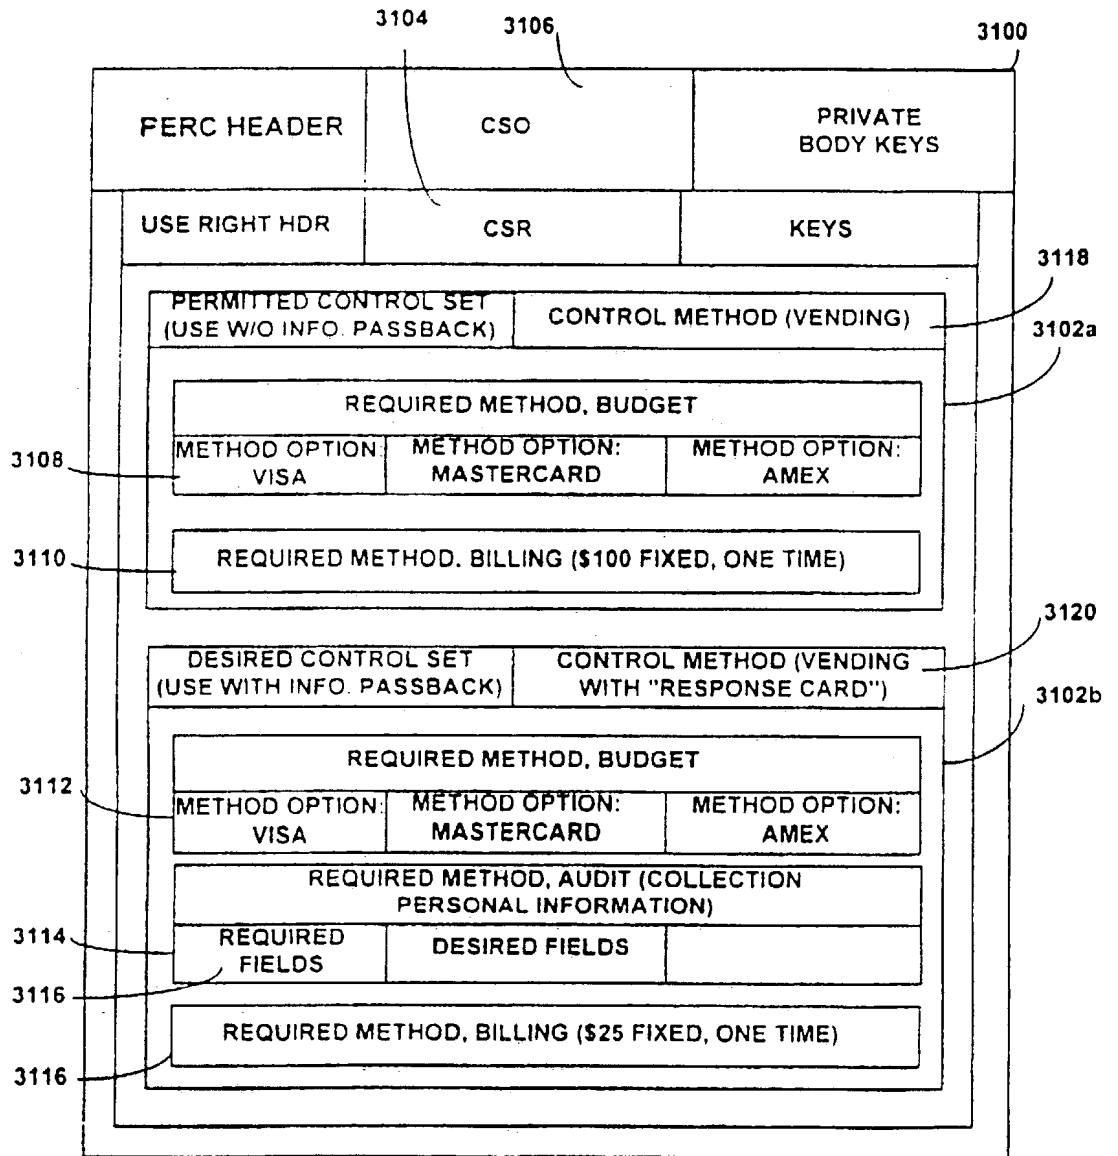 3104
3106
3100
PERC HEADER
CSO
PRIVATE
BODY KEYS
USE RIGHT HDR
CSR
KEYS
3118
PERMITTED CONTROL SET
(USE W/O INFO. PASSBACK)
CONTROL METHOD (VENDING)
3102a
REQUIRED METHOD, BUDGET
3108
METHOD OPTION:
VISA
METHOD OPTION:
MASTERCARD
METHOD OPTION:
AMEX
3110
REQUIRED METHOD. BILLING ($100 FIXED, ONE TIME)
3120
DESIRED CONTROL SET
(USE WITH INFO. PASSBACK)
CONTROL METHOD (VENDING
WITH "RESPONSE CARD")
3102b
REQUIRED METHOD, BUDGET
3112
METHOD OPTION:
VISA
METHOD OPTION:
MASTERCARD
METHOD OPTION:
AMEX
REQUIRED METHOD, AUDIT (COLLECTION
PERSONAL INFORMATION)
3114
REQUIRED
FIELDS
DESIRED FIELDS
3116
REQUIRED METHOD, BILLING ($25 FIXED, ONE TIME)
3116